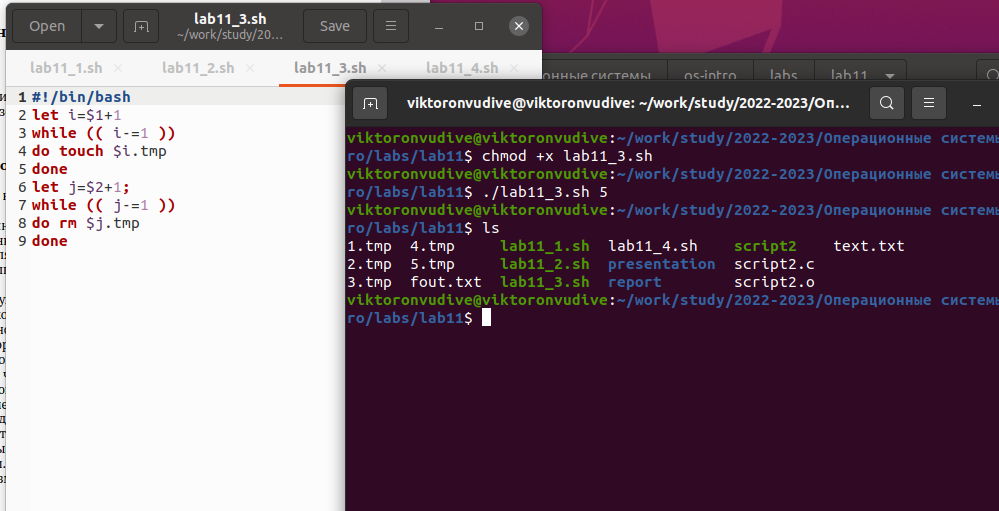 Open
lab11_3.sh
~/work/study/20…
Save
lab11_1.sh
lab11_2.sh
lab11_3.sh
lab11_4.sh
1 #!/bin/bash
2 let i=$1+1
3 while (( i-=1 ))
4 do touch $i.tmp
5 done
6 let j=$2+1;
7 while (( j-=1 ))
8 do rm $j.tmp
9 done
онные системы
os-intro
labs
lab11
viktoronvudive@viktoronvudive: ~/work/study/2022-2023/Оп…
viktoronvudive@viktoronvudive:~/work/study/2022-2023/Операционные системы
ro/labs/lab11$ chmod +x lab11_3.sh
viktoronvudive@viktoronvudive:~/work/study/2022-2023/Операционные системы
ro/labs/lab11$ ./lab11_3.sh 5
viktoronvudive@viktoronvudive:~/work/study/2022-2023/Операционные системы
ro/labs/lab11$ ls
1.tmp 4.tmp lab11_1.sh lab11_4.sh script2 text.txt
2.tmp 5.tmp lab11_2.sh presentation script2.c
3.tmp fout.txt lab11_3.sh report script2.o
viktoronvudive@viktoronvudive:~/work/study/2022-2023/Операционные системы
ro/labs/lab11$